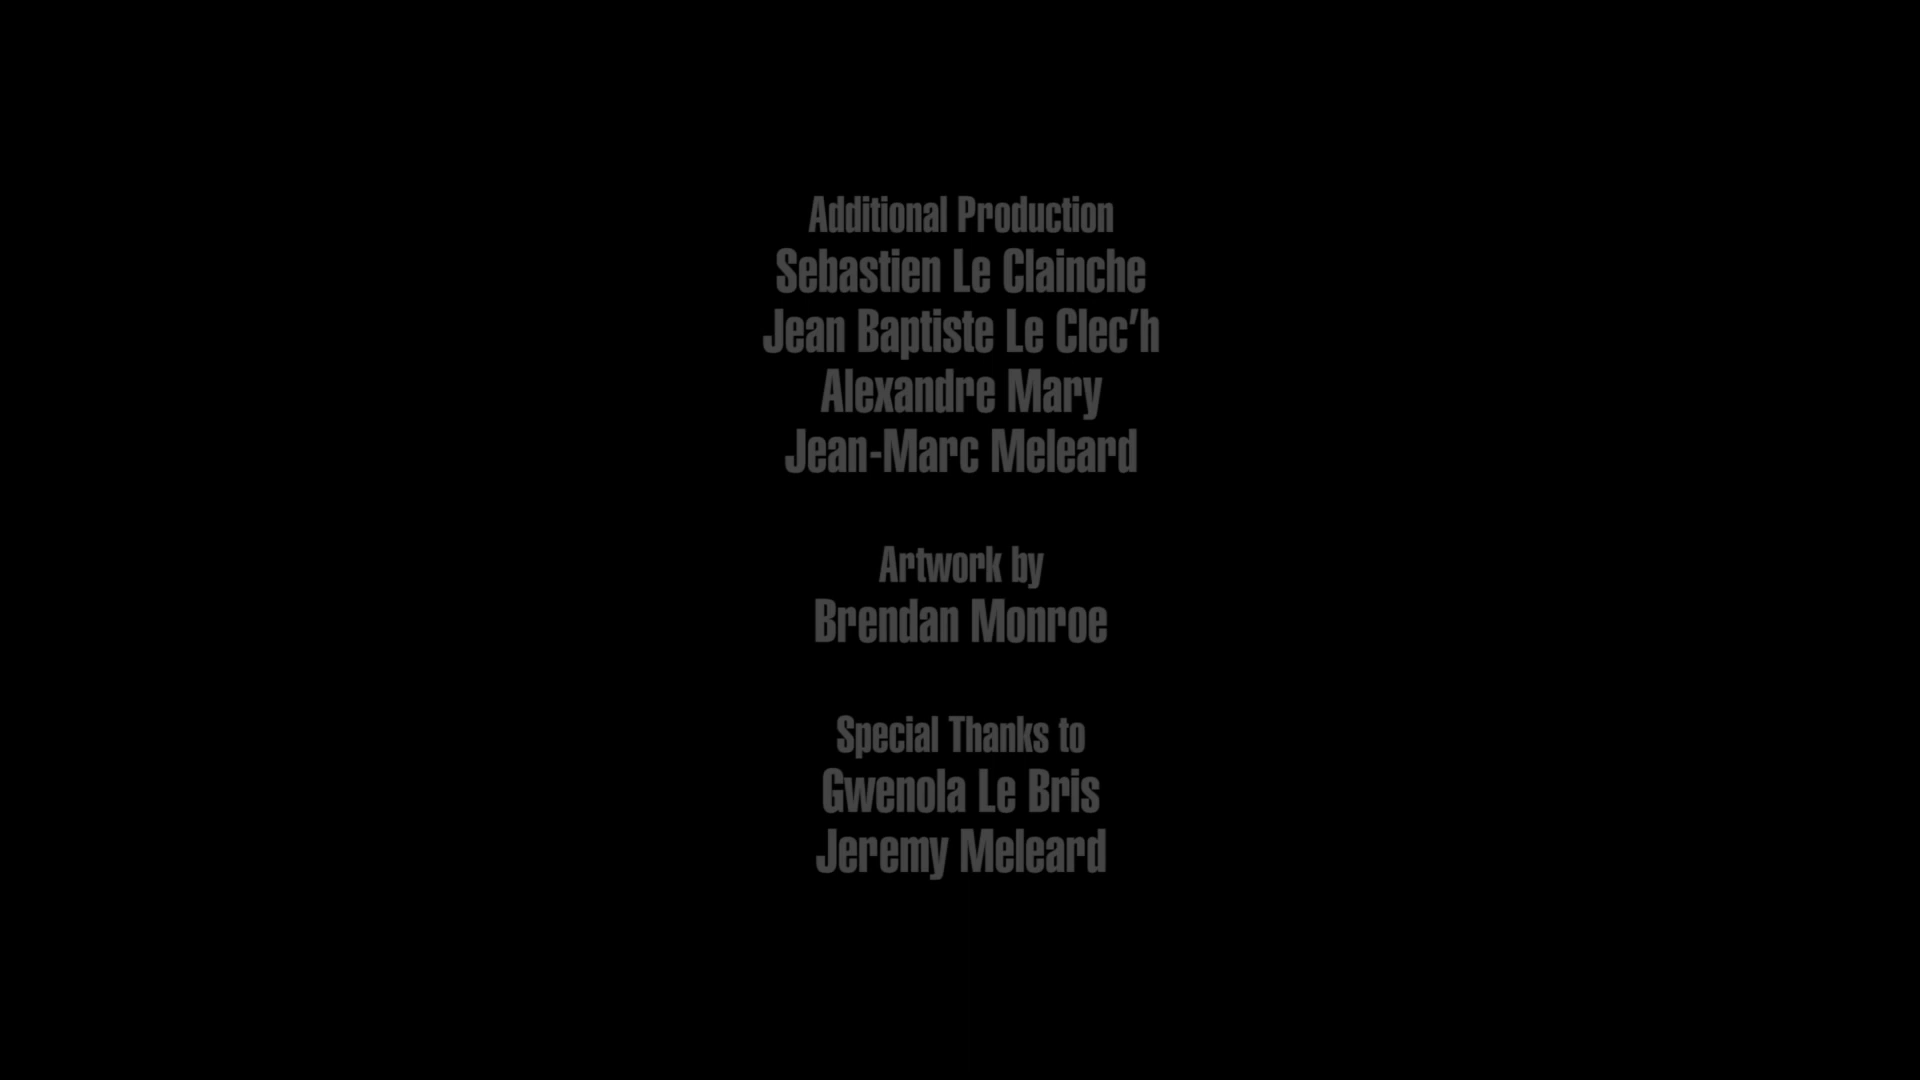 Additional Production
Sebastien Le Clainche
Jean Baptiste Le Clec’h
Alexandre Mary
Jean-Marc Meleard
Artwork by
Brendan Monroe
Special Thanks to
Gwenola Le Bris
Jeremy Meleard